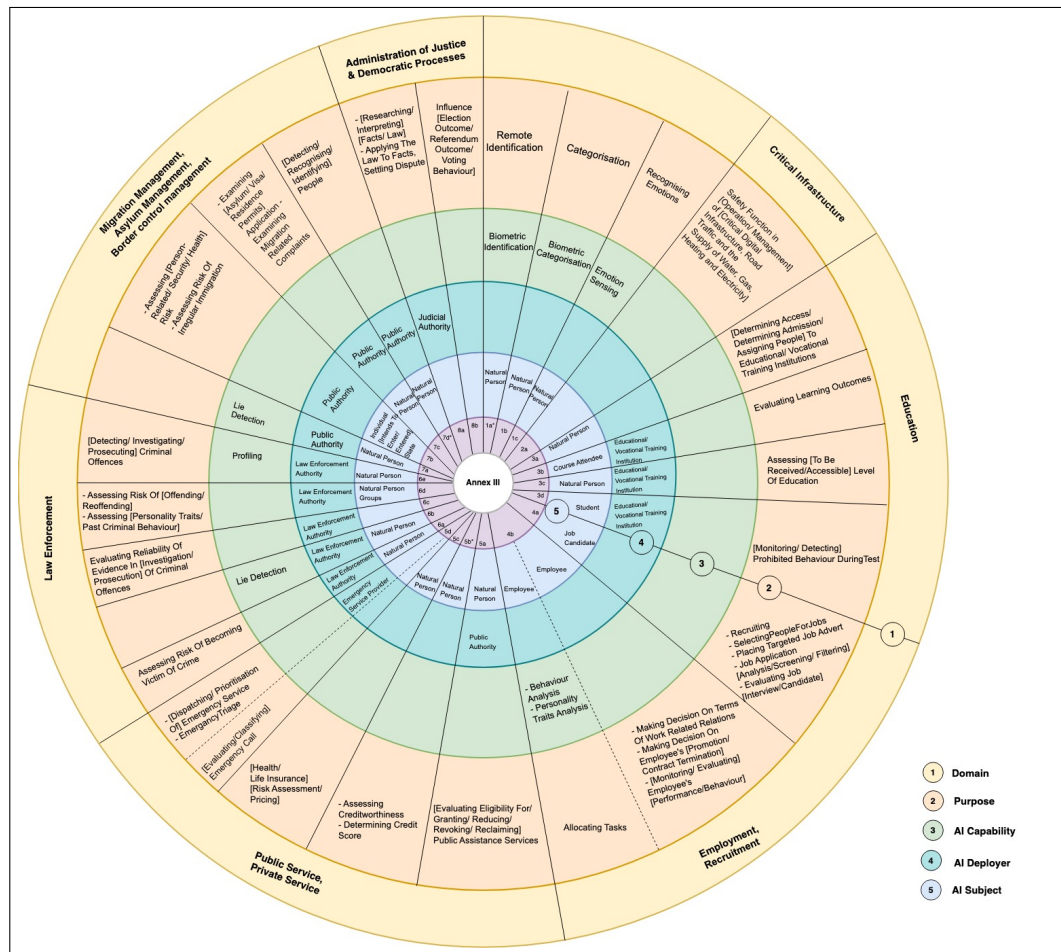 Administration of Justice
& Democratic Processes
Critical Infrastructure
Education
Employment,
Recruitment
Public Service,
Private Service
Law Enforcement
Migration Management,
Asylum Management,
Border control management
- [Researching/
Interpreting]
[Facts/ Law]
- Applying The
Law To Facts,
Settling Dispute
Influence
[Election
Outcome/
Referendum
Outcome/
Voting
Behaviour]
Remote
Identification
Categorisation
Recognising
Emotions
Safety Function in
[Operation/ Management]
of [Critical Digital
Infrastructure, Road
Traffic and the
Supply of Water, Gas,
Heating and Electricity]
[Determining Access/
Determining Admission/
Assigning People] To
Educational/ Vocational
Training Institutions
Evaluating Learning Outcomes
Assessing [To Be
Received/Accessible] Level
Of Education
[Monitoring/ Detecting]
Prohibited Behaviour DuringTest
- Recruiting
- SelectingPeopleForJobs
- Placing Targeted Job Advert
- Job Application
[Analysis/Screening/ Filtering]
- Evaluating Job
[Interview/Candidate]
- Making Decision On Terms
Of Work Related Relations
- Making Decision On
Employee's [Promotion/
Contract Termination]
- [Monitoring/ Evaluating]
Employee's
[Performance/Behaviour]
Allocating Tasks
[Evaluating Eligibility For/
Granting/ Reducing/
Revoking/ Reclaiming]
Public Assistance Services
- Assessing
Creditworthiness
- Determining Credit
Score
[Health/
Life Insurance]
[Risk Assessment/
Pricing]
[Evaluating/Classifying]
Emergency Call
- [Dispatching/ Prioritisation
Of] Emergency Service
- EmergancyTriage
Assessing Risk Of Becoming
Victim Of Crime
Evaluating Reliability Of
Evidence In [Investigation/
Prosecution] Of Criminal
Offences
- Assessing Risk Of [Offending/
Reoffending]
- Assessing [Personality Traits/
Past Criminal Behaviour]
[Detecting/ Investigating/
Prosecuting] Criminal
Offences
- Assessing [Person-
Related/ Security/ Health]
Risk
- Assessing Risk Of
Irregular Immigration
- Examining
[Asylum/ Visa/
Residence
Permits]
Application -
Examining
Migration
Related
Complaints
[Detecting/
Recognising/
Identifying]
People
Biometric
Identification
Biometric
Categorisation
Emotion
Sensing
- Behaviour
Analysis
- Personality
Traits Analysis
Lie Detection
Profiling
Lie
Detection
Judicial
Authority
Educational/
Vocational Training
Institution
Educational/
Vocational Training
Institution
Educational/
Vocational Training
Institution
Public
Authority
Emergency
Service Provider
Law Enforcement
Authority
Law Enforcement
Authority
Law Enforcement
Authority
Law Enforcement
Authority
Law Enforcement
Authority
Public
Authority
Public
Authority
Public
Authority
Public
Authority
Natural
Person
Natural
Person
Natural
Person
Natural Person
Course Attendee
Natural Person
Student
Job
Candidate
Employee
Employee
Natural
Person
Natural
Person
Natural
Person
Natural Person
Natural Person
Natural Person
Groups
Natural Person
Natural Person
Individual
[Intends To
Enter/
Entered]
State
Natural
Person
Natural
Person
1a*
1b
1c
2a
3a
3b
3c
3d
4a
4b
5a
5b*
5c
5d
6a
6b
6c
6d
6e
7a
7b
7c
7d*
8a
8b
Annex III
5
4
3
2
1
1 Domain
2 Purpose
3 AI Capability
4 AI Deployer
5 AI Subject